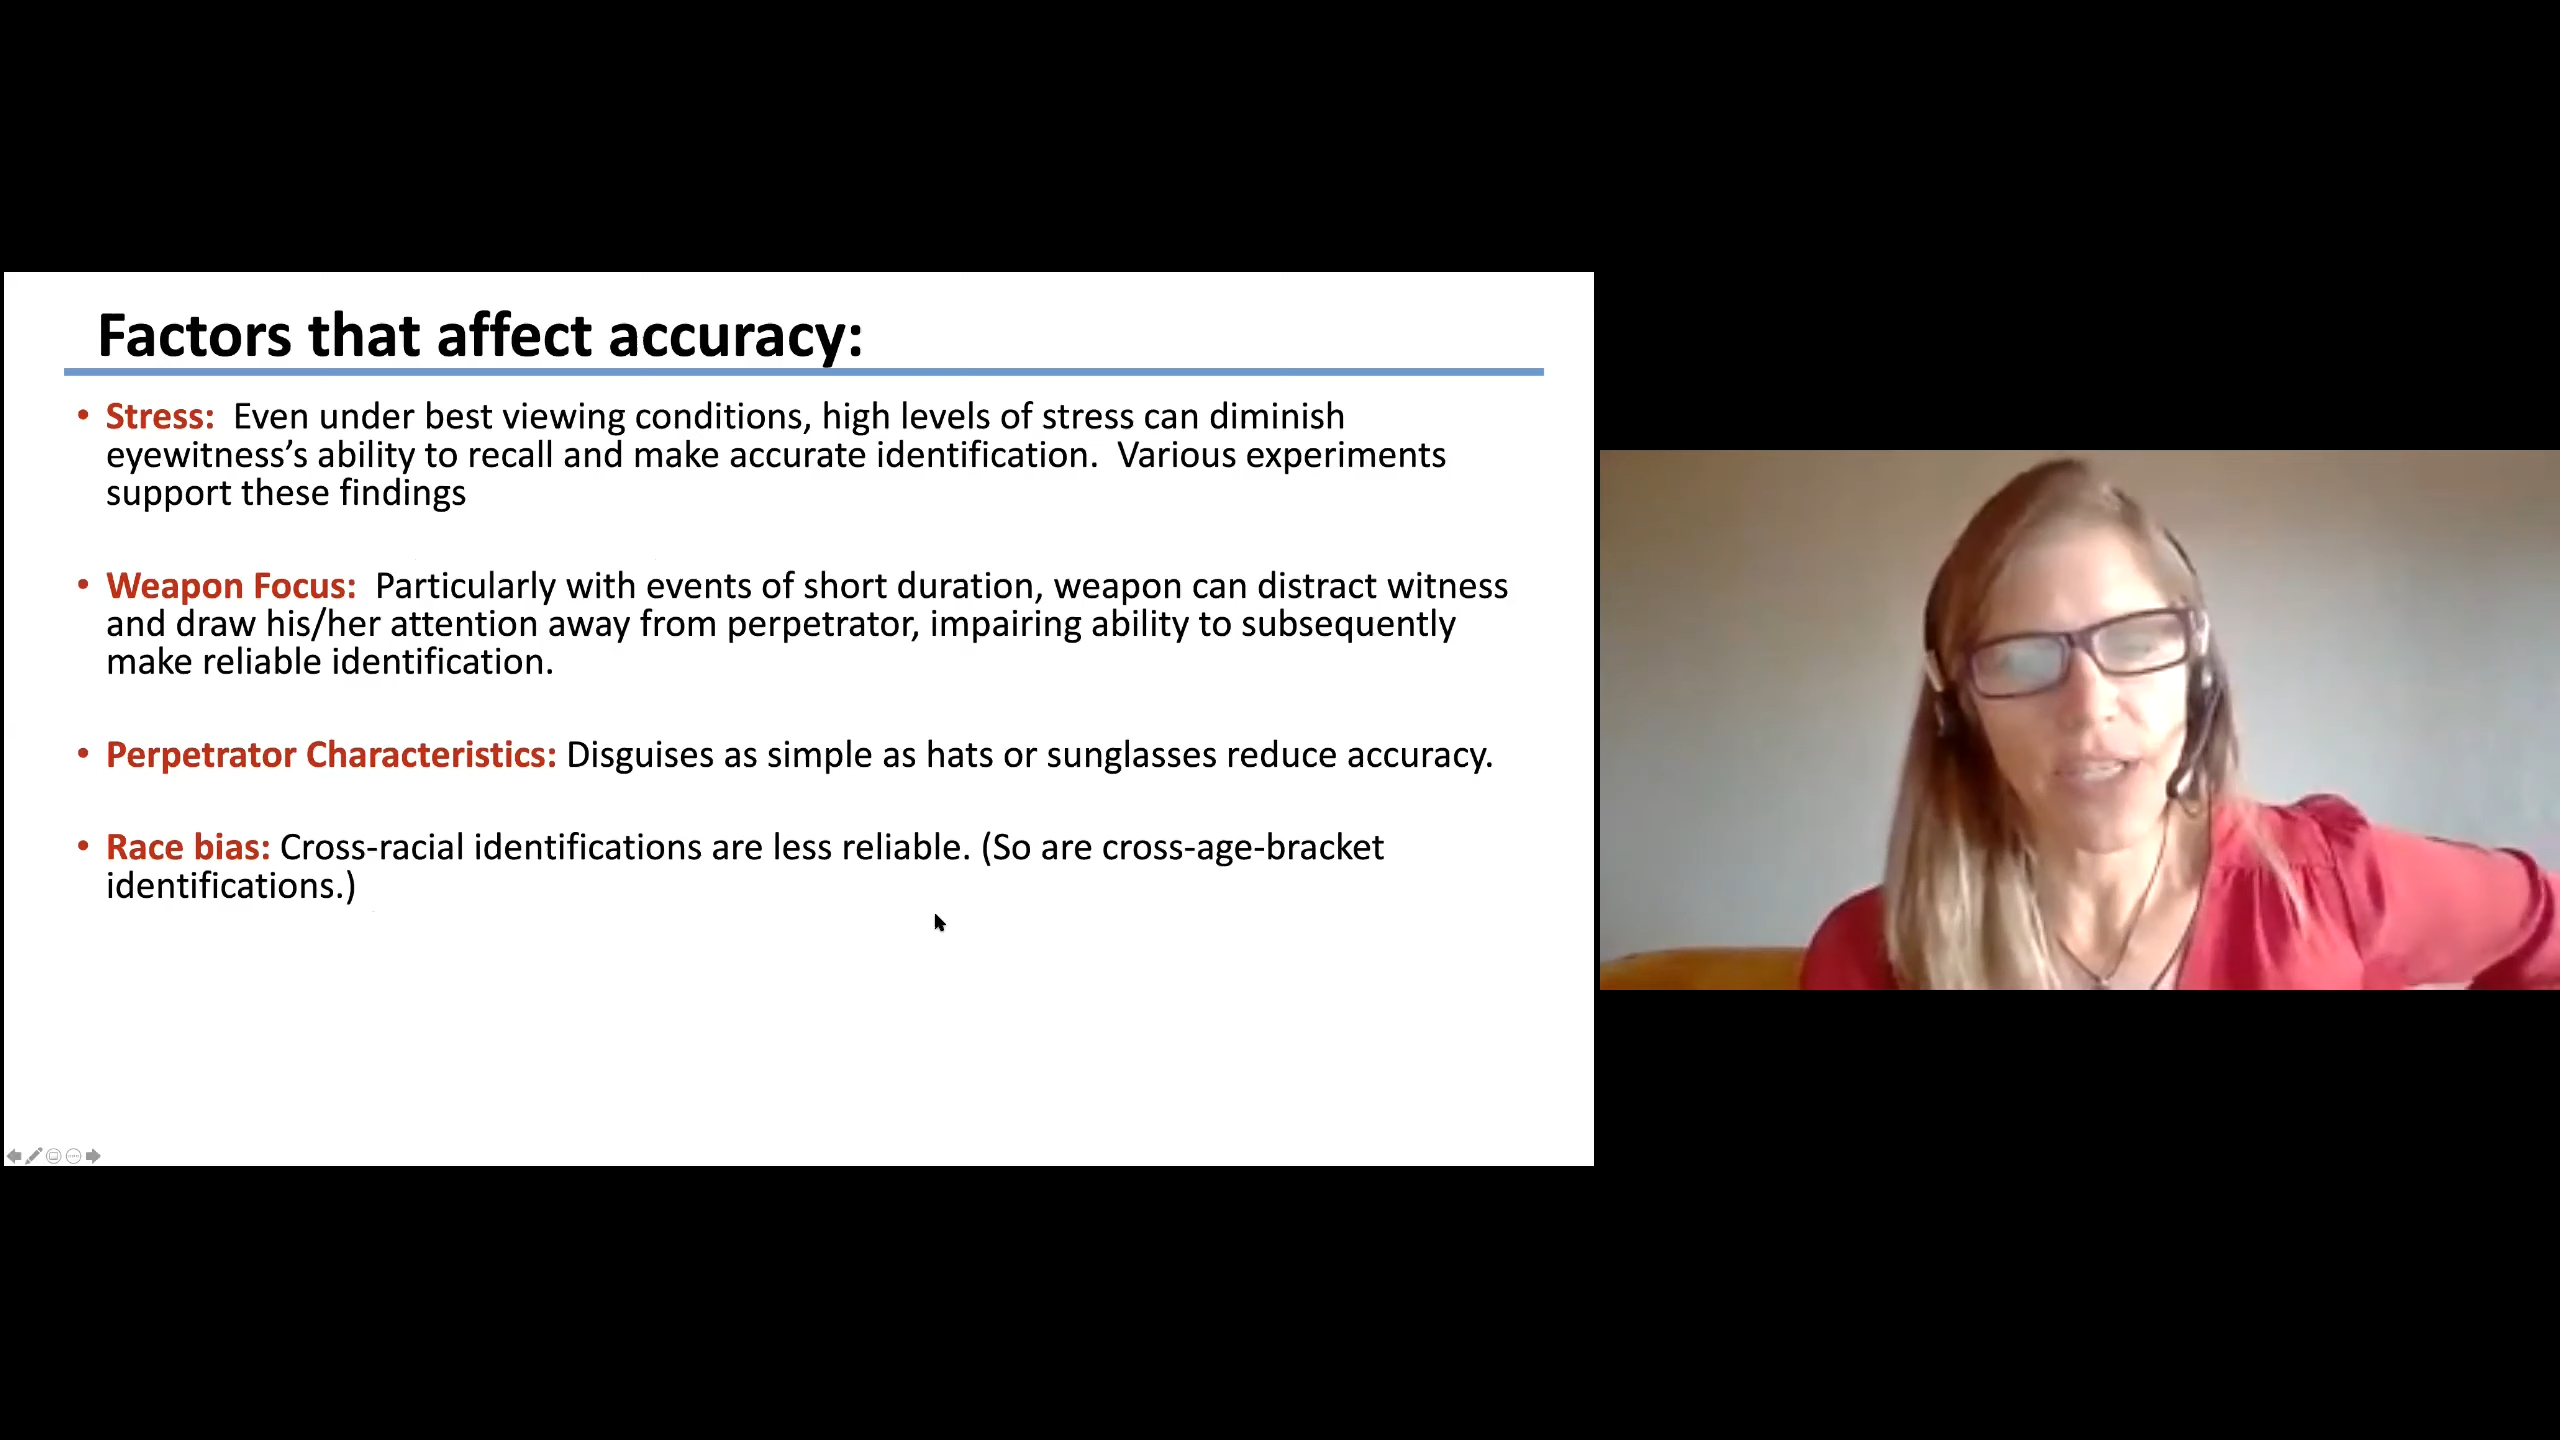 Factors that affect accuracy:
• Stress:  Even under best viewing conditions, high levels of stress can diminish
eyewitness’s ability to recall and make accurate identification.  Various experiments
support these findings
• Weapon Focus:  Particularly with events of short duration, weapon can distract witness
and draw his/her attention away from perpetrator, impairing ability to subsequently
make reliable identification.
• Perpetrator Characteristics: Disguises as simple as hats or sunglasses reduce accuracy.
• Race bias: Cross-racial identifications are less reliable. (So are cross-age-bracket
identifications.)